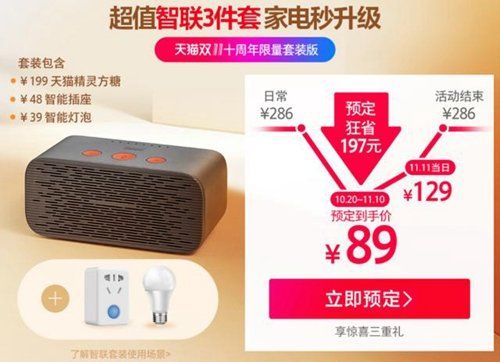 超值智联3件套 家电秒升级
天猫双11十周年限量套装版
套装包含
¥199 天猫精灵方糖
¥48 智能插座
¥39 智能灯泡
日常
¥286
预定
狂省
197元
活动结束
¥286
11.11当日
¥129
10.20--11.10
预定到手价
¥89
立即预定>
享惊喜三重礼
+
了解智联套装使用场景>